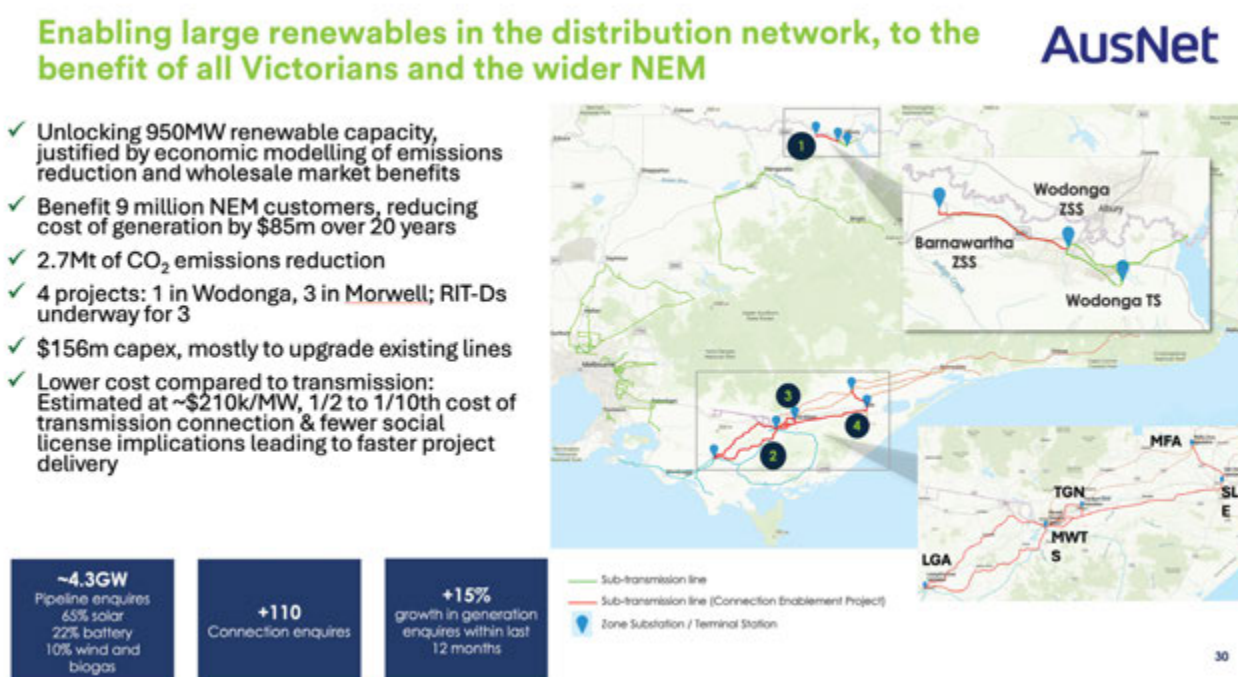 Enabling large renewables in the distribution network, to the
benefit of all Victorians and the wider NEM
AusNet
✓ Unlocking 950MW renewable capacity,
justified by economic modelling of emissions
reduction and wholesale market benefits
✓ Benefit 9 million NEM customers, reducing
cost of generation by $85m over 20 years
✓ 2.7Mt of CO₂ emissions reduction
✓ 4 projects: 1 in Wodonga, 3 in Morwell; RIT-Ds
underway for 3
✓ $156m capex, mostly to upgrade existing lines
✓ Lower cost compared to transmission:
Estimated at ~$210k/MW, 1/2 to 1/10th cost of
transmission connection & fewer social
license implications leading to faster project
delivery
1
Wodonga
ZSS
Albury
Barnawartha
ZSS
Wodonga TS
Melbourne
3
4
2
MFA
TGN
SL
E
MWT
S
LGA
~4.3GW
Pipeline enquires
65% solar
22% battery
10% wind and
biogas
+110
Connection enquires
+15%
growth in generation
enquires within last
12 months
Sub-transmission line
Sub-transmission line (Connection Enablement Project)
Zone Substation / Terminal Station
30